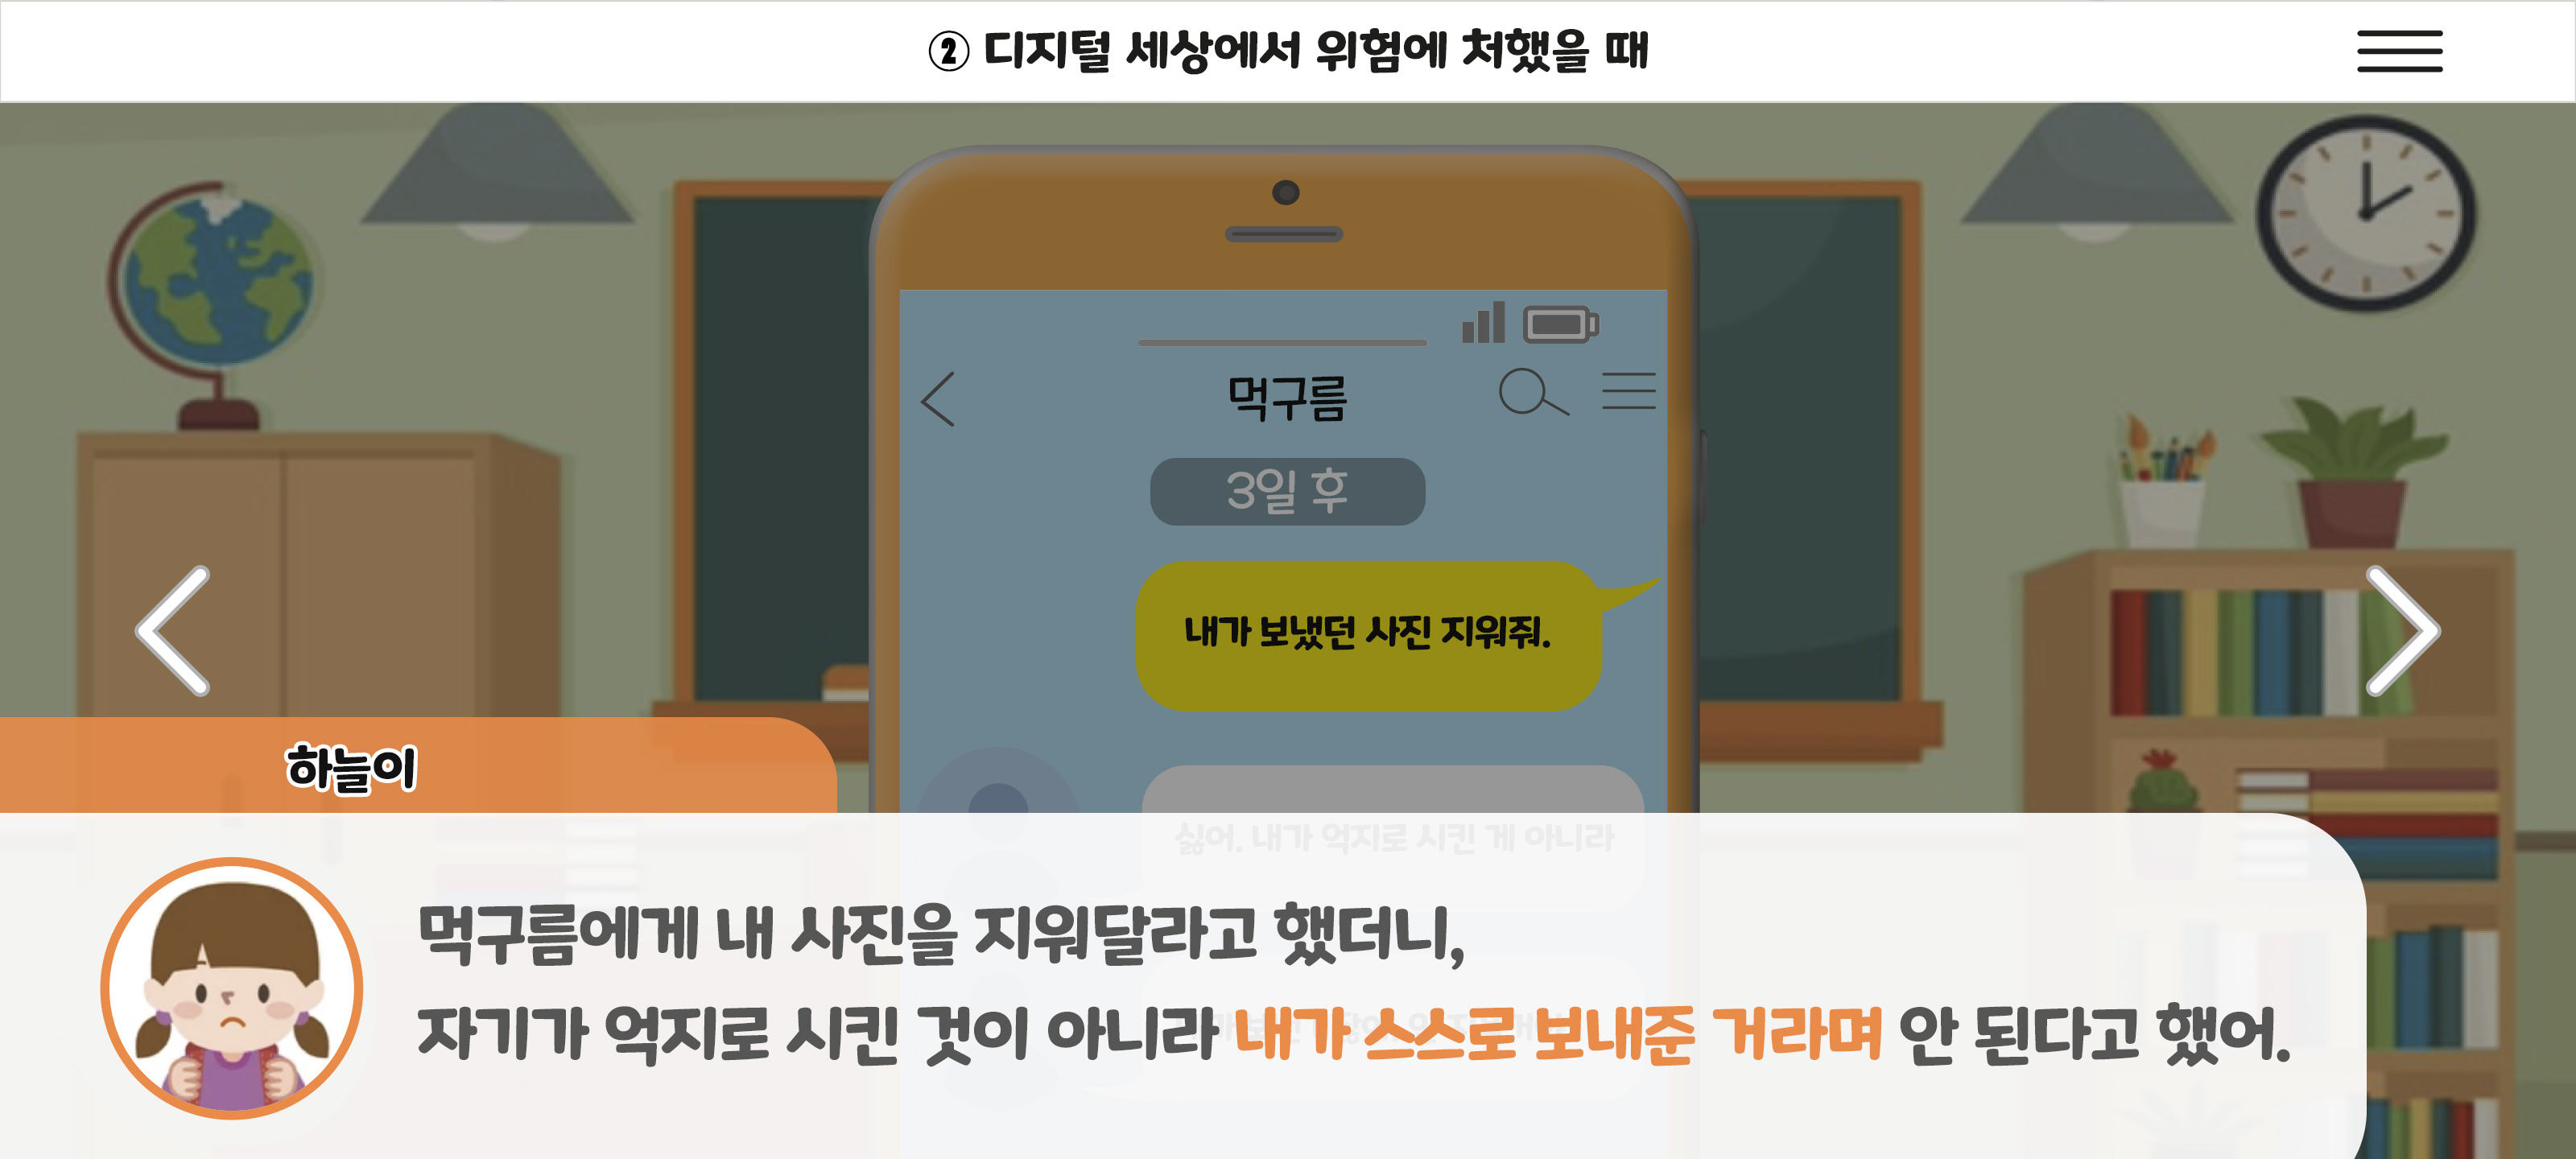 ② 디지털 세상에서 위험에 처했을 때
먹구름
3일 후
내가 보냈던 사진 지워줘.
싫어. 내가 억지로 시킨 게 아니라
하늘이
먹구름에게 내 사진을 지워달라고 했더니,
자기가 억지로 시킨 것이 아니라 내가 스스로 보내준 거라며 안 된다고 했어.